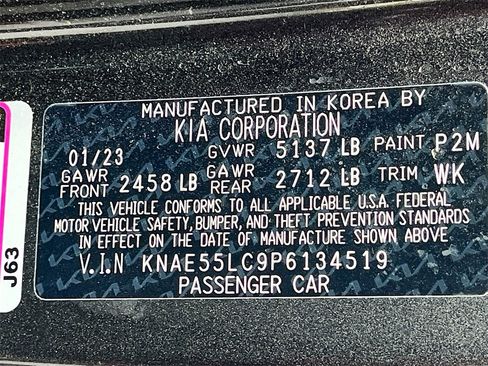 MANUFACTURED IN KOREA BY
KIA CORPORATION
01/23 GVWR 5137 LB PAINT P2M
GAWR FRONT 2458 LB GAWR REAR 2712 LB TRIM WK
THIS VEHICLE CONFORMS TO ALL APPLICABLE U.S.A. FEDERAL
MOTOR VEHICLE SAFETY, BUMPER, AND THEFT PREVENTION STANDARDS
IN EFFECT ON THE DATE OF MANUFACTURE SHOWN ABOVE.
V.I.N KNAE55LC9P6134519
PASSENGER CAR
J63